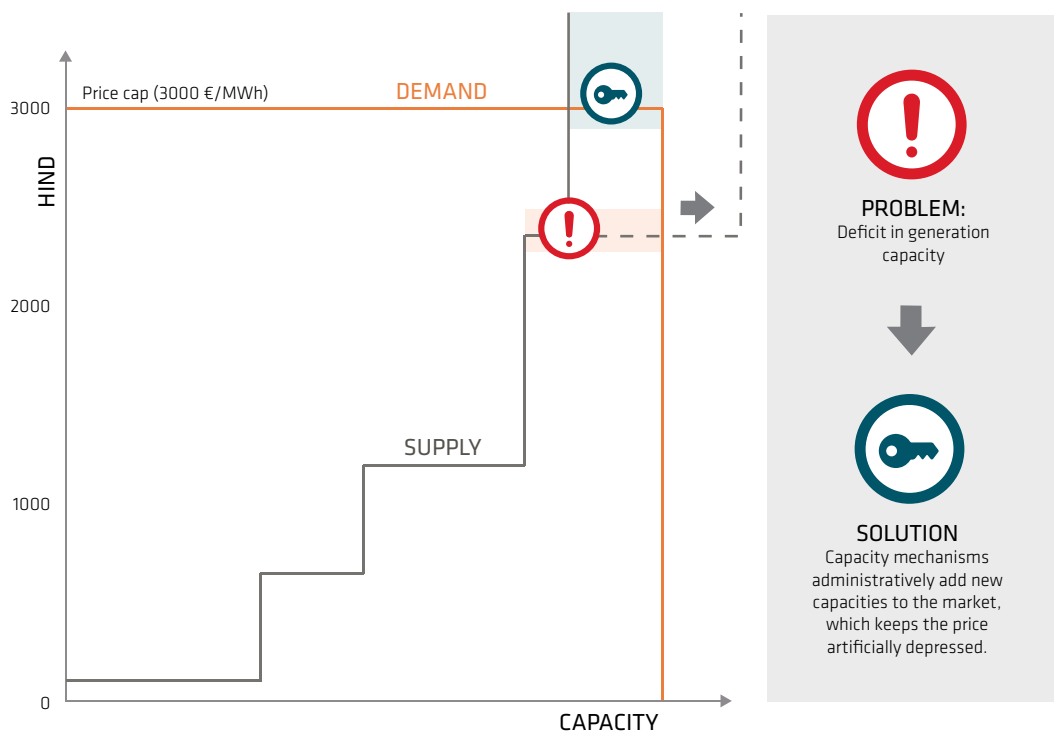 Price cap (3000 €/MWh)
DEMAND
3000
HIND
2000
SUPPLY
1000
0
CAPACITY
PROBLEM:
Deficit in generation
capacity
SOLUTION
Capacity mechanisms
administratively add new
capacities to the market,
which keeps the price
artificially depressed.